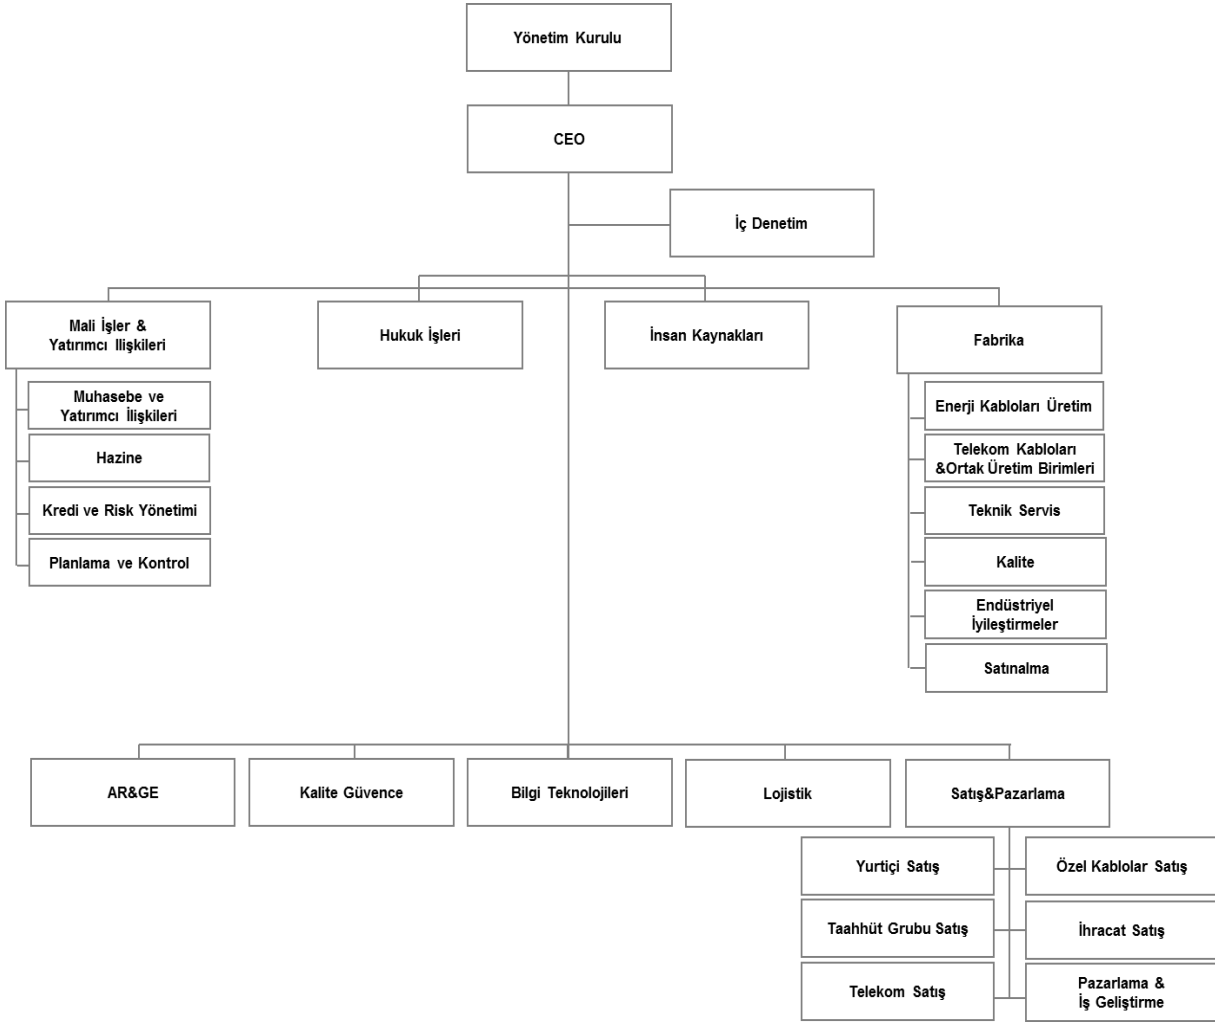 Yönetim Kurulu
CEO
İç Denetim
Mali İşler &
Yatırımcı Ilişkileri
Hukuk İşleri
İnsan Kaynakları
Fabrika
Muhasebe ve
Yatırımcı İlişkileri
Hazine
Kredi ve Risk Yönetimi
Planlama ve Kontrol
Enerji Kabloları Üretim
Telekom Kabloları
&Ortak Üretim Birimleri
Teknik Servis
Kalite
Endüstriyel
İyileştirmeler
Satınalma
AR&GE
Kalite Güvence
Bilgi Teknolojileri
Lojistik
Satış&Pazarlama
Yurtiçi Satış
Özel Kablolar Satış
Taahhüt Grubu Satış
İhracat Satış
Telekom Satış
Pazarlama &
İş Geliştirme